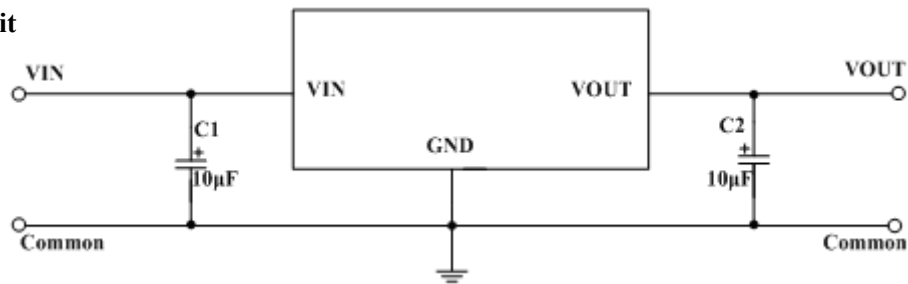 it
VIN
VOUT
VIN
VOUT
C1
C2
+
+
GND
10μF
10μF
Common
Common